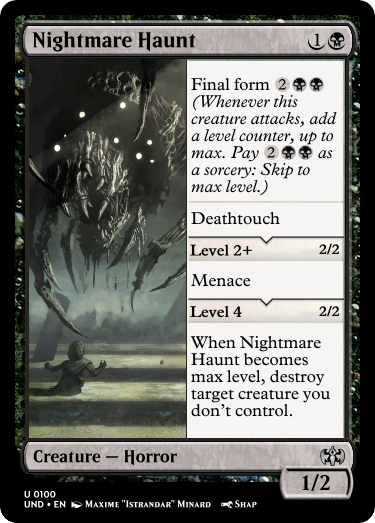 Nightmare Haunt 1
Final form 2
(Whenever this
creature attacks, add
a level counter, up to
max. Pay 2 as
a sorcery: Skip to
max level.)
Deathtouch
Level 2+ 2/2
Menace
Level 4 2/2
When Nightmare
Haunt becomes
max level, destroy
target creature you
don't control.
Creature — Horror
1/2
U 0100
UND • EN Maxime "Istrandar" Minard Shap